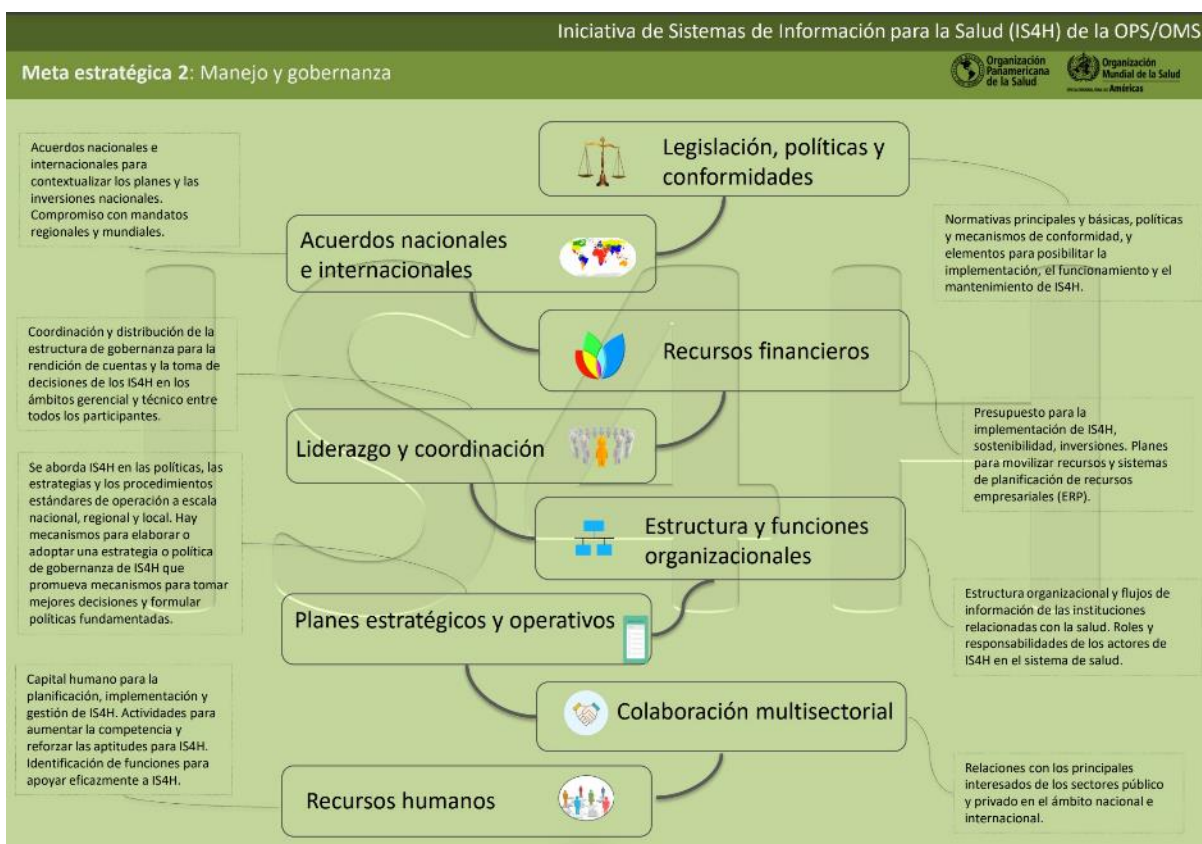 Iniciativa de Sistemas de Información para la Salud (IS4H) de la OPS/OMS
Meta estratégica 2: Manejo y gobernanza
Organización
Panamericana
de la Salud
Organización
Mundial de la Salud
Américas
Legislación, políticas y
conformidades
Normativas principales y básicas, políticas
y mecanismos de conformidad, y
elementos para posibilitar la
implementación, el funcionamiento y el
mantenimiento de IS4H.
Acuerdos nacionales e
internacionales para
contextualizar los planes y las
inversiones nacionales.
Compromiso con mandatos
regionales y mundiales.
Acuerdos nacionales
e internacionales
Recursos financieros
Presupuesto para la
implementación de IS4H,
sostenibilidad, inversiones. Planes
para movilizar recursos y sistemas
de planificación de recursos
empresariales (ERP).
Coordinación y distribución de la
estructura de gobernanza para la
rendición de cuentas y la toma de
decisiones de los IS4H en los
ámbitos gerencial y técnico entre
todos los participantes.
Liderazgo y coordinación
Estructura y funciones
organizacionales
Estructura organizacional y flujos de
información de las instituciones
relacionadas con la salud. Roles y
responsabilidades de los actores de
IS4H en el sistema de salud.
Se aborda IS4H en las políticas, las
estrategias y los procedimientos
estándares de operación a escala
nacional, regional y local. Hay
mecanismos para elaborar o
adoptar una estrategia o política
de gobernanza de IS4H que
promueva mecanismos para tomar
mejores decisiones y formular
políticas fundamentadas.
Planes estratégicos y operativos
Colaboración multisectorial
Relaciones con los principales
interesados de los sectores público
y privado en el ámbito nacional e
internacional.
Capital humano para la
planificación, implementación y
gestión de IS4H. Actividades para
aumentar la competencia y
reforzar las aptitudes para IS4H.
Identificación de funciones para
apoyar eficazmente a IS4H.
Recursos humanos
IS4H